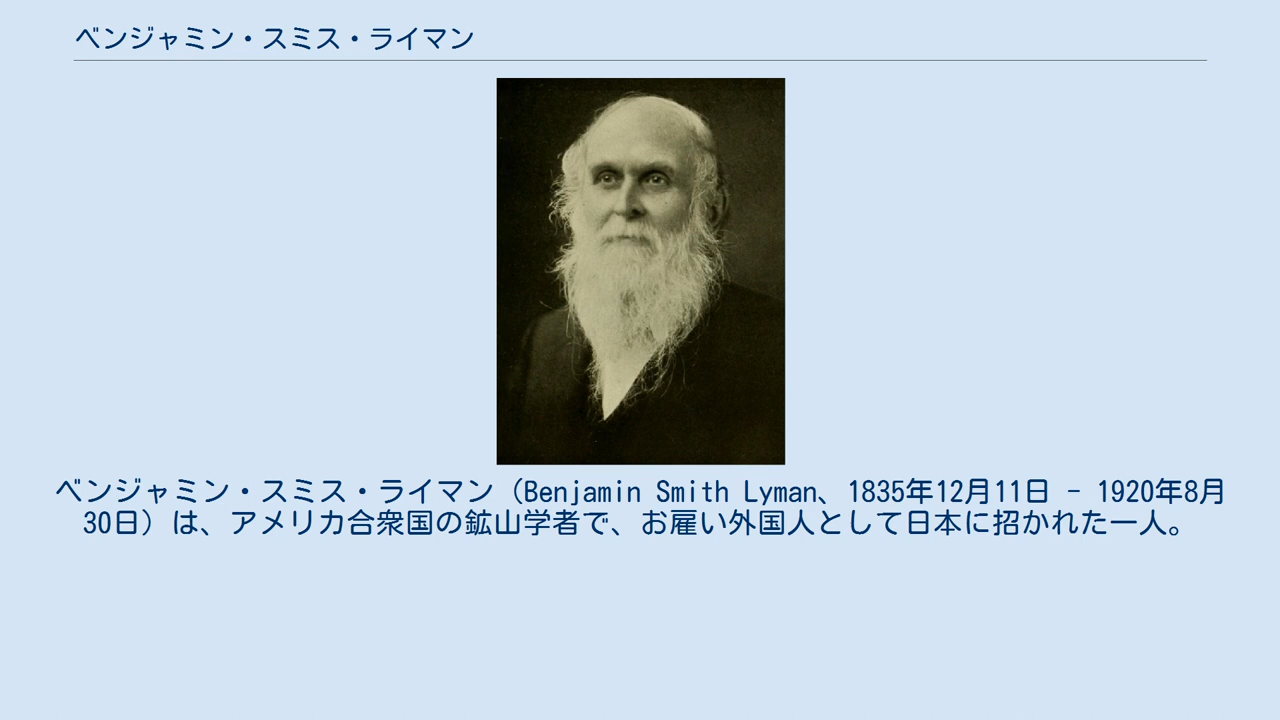 ベンジャミン・スミス・ライマン
ベンジャミン・スミス・ライマン（Benjamin Smith Lyman、1835年12月11日 - 1920年8月
30日）は、アメリカ合衆国の鉱山学者で、お雇い外国人として日本に招かれた一人。